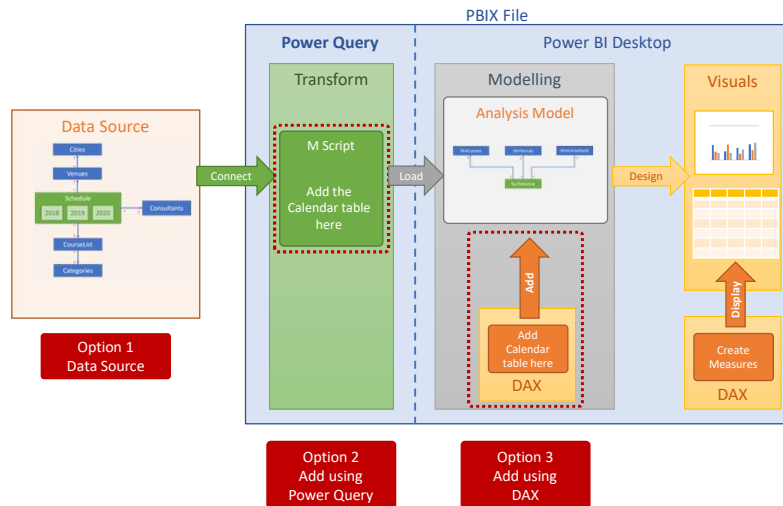 PBIX File
Power Query
Power BI Desktop
Transform
Modelling
Visuals
Data Source
Cities
Venues
Schedule
2018
2019
2020
Consultants
CourseList
Categories
Connect
M Script
Add the
Calendar table
here
Load
Analysis Model
Design
Add
Add
Calendar
table here
DAX
Display
Create
Measures
DAX
Option 1
Data Source
Option 2
Add using
Power Query
Option 3
Add using
DAX